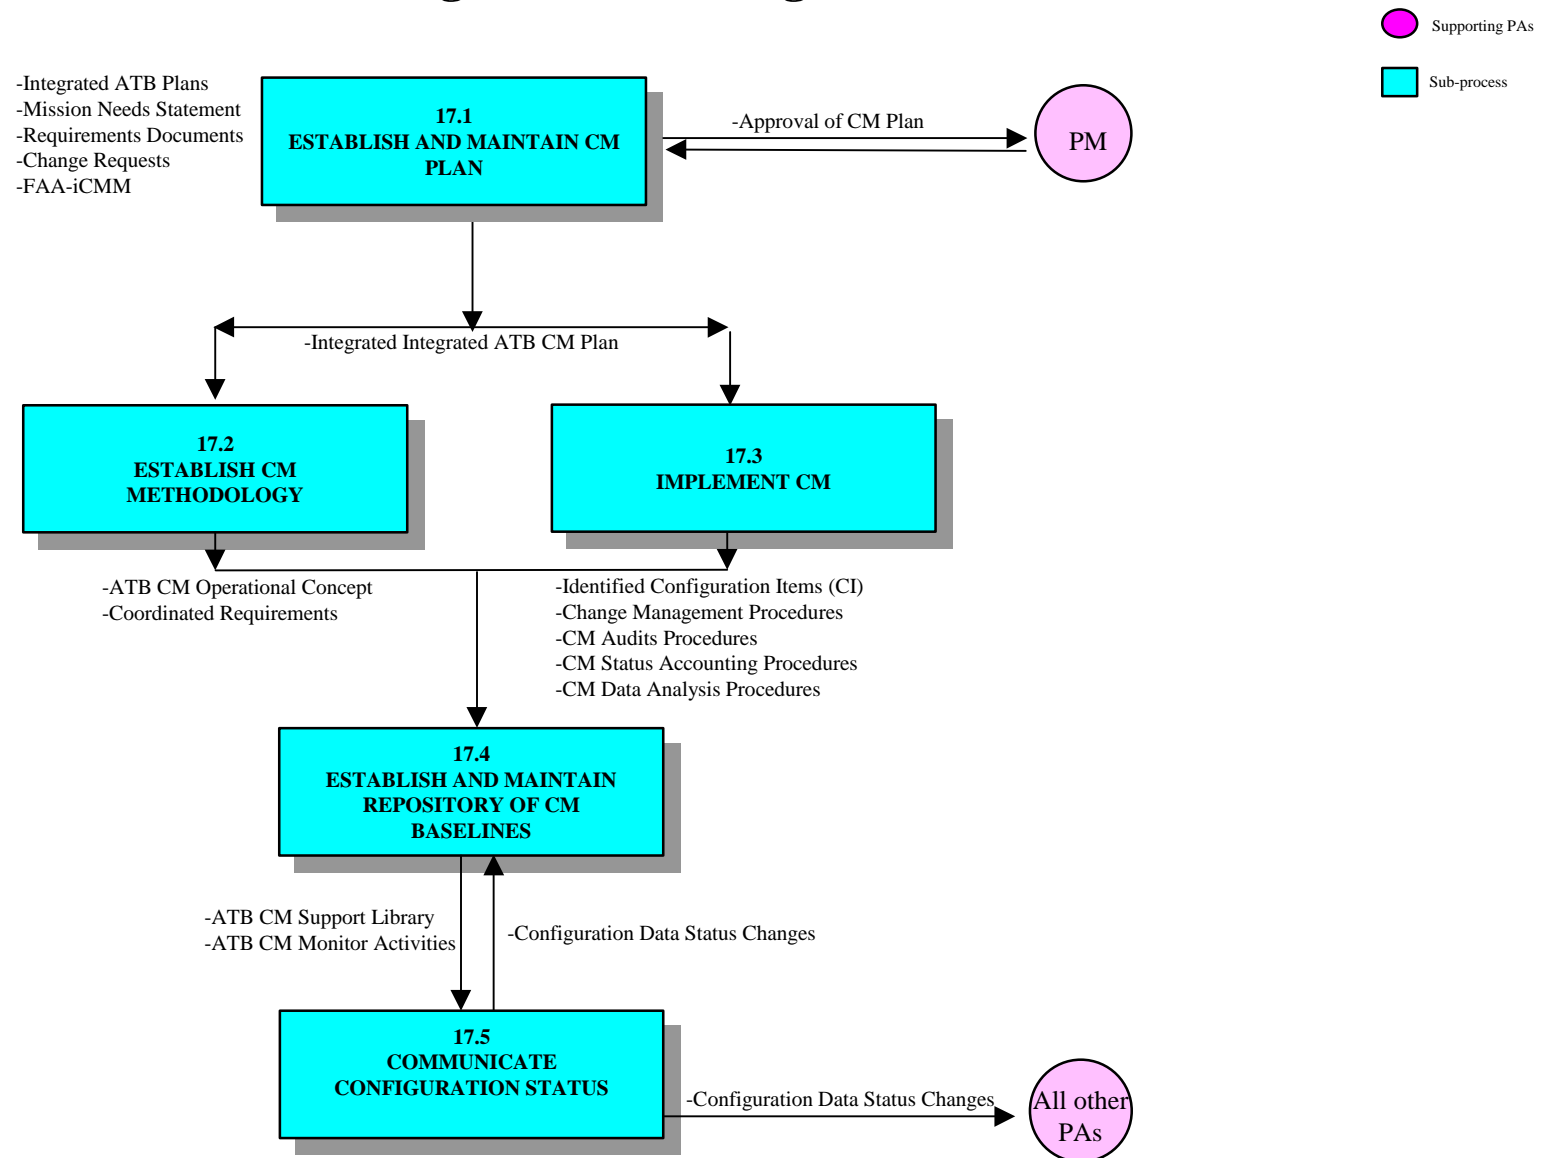 Supporting PAs
Sub-process
-Integrated ATB Plans
-Mission Needs Statement
-Requirements Documents
-Change Requests
-FAA-iCMM
17.1
ESTABLISH AND MAINTAIN CM
PLAN
-Approval of CM Plan
PM
-Integrated Integrated ATB CM Plan
17.2
ESTABLISH CM
METHODOLOGY
17.3
IMPLEMENT CM
-ATB CM Operational Concept
-Coordinated Requirements
-Identified Configuration Items (CI)
-Change Management Procedures
-CM Audits Procedures
-CM Status Accounting Procedures
-CM Data Analysis Procedures
17.4
ESTABLISH AND MAINTAIN
REPOSITORY OF CM
BASELINES
-ATB CM Support Library
-ATB CM Monitor Activities
-Configuration Data Status Changes
17.5
COMMUNICATE
CONFIGURATION STATUS
-Configuration Data Status Changes
All other
PAs